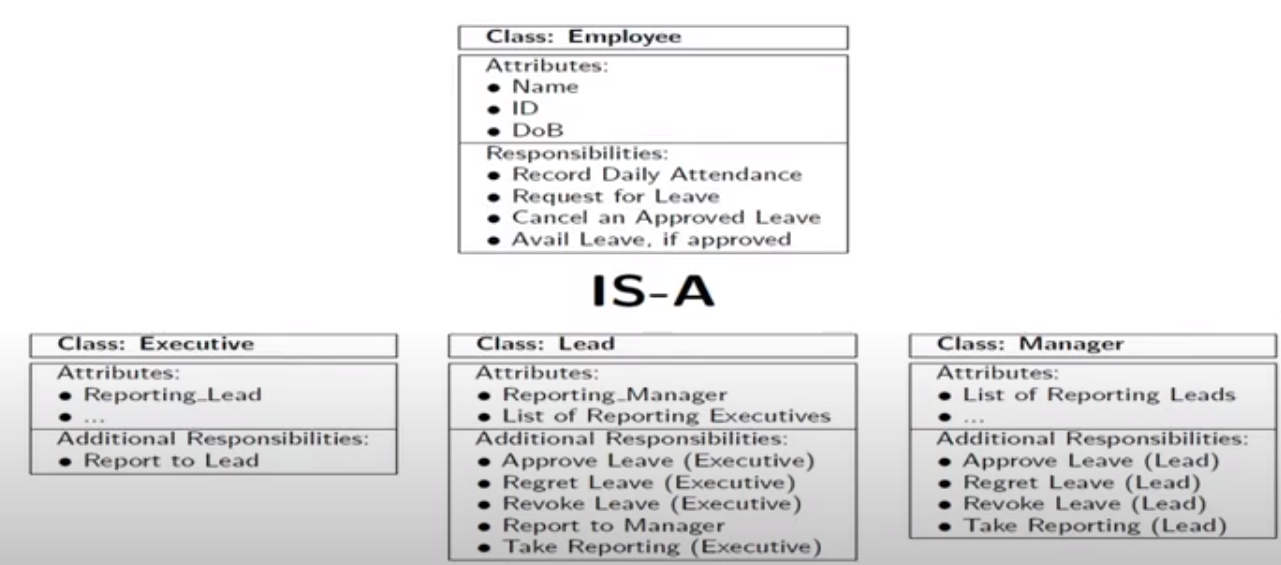 Class: Employee
Attributes:
• Name
• ID
• DoB
Responsibilities:
• Record Daily Attendance
• Request for Leave
• Cancel an Approved Leave
• Avail Leave, if approved
IS-A
Class: Executive
Attributes:
• Reporting_Lead
• ...
Additional Responsibilities:
• Report to Lead
Class: Lead
Attributes:
• Reporting_Manager
• List of Reporting Executives
Additional Responsibilities:
• Approve Leave (Executive)
• Regret Leave (Executive)
• Revoke Leave (Executive)
• Report to Manager
• Take Reporting (Executive)
Class: Manager
Attributes:
• List of Reporting Leads
• ...
Additional Responsibilities:
• Approve Leave (Lead)
• Regret Leave (Lead)
• Revoke Leave (Lead)
• Take Reporting (Lead)